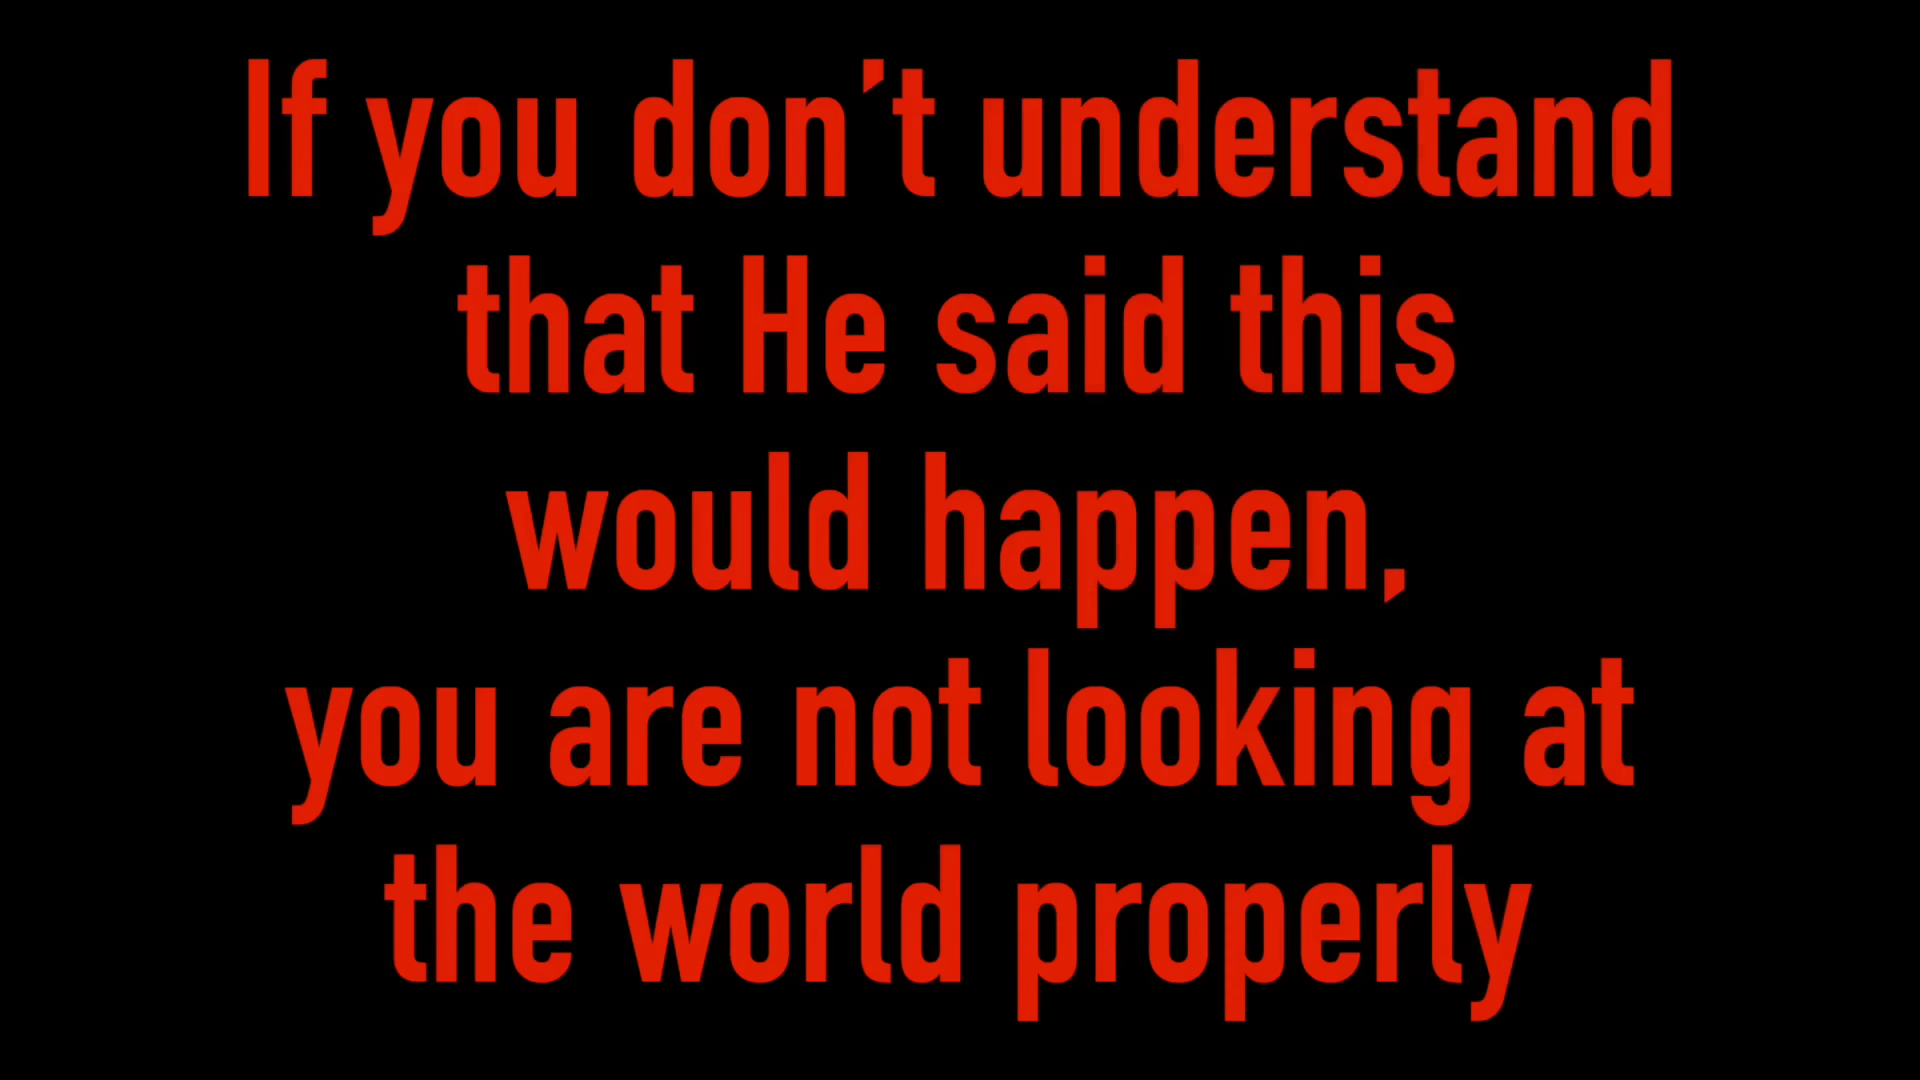 If you don’t understand
that He said this
would happen,
you are not looking at
the world properly